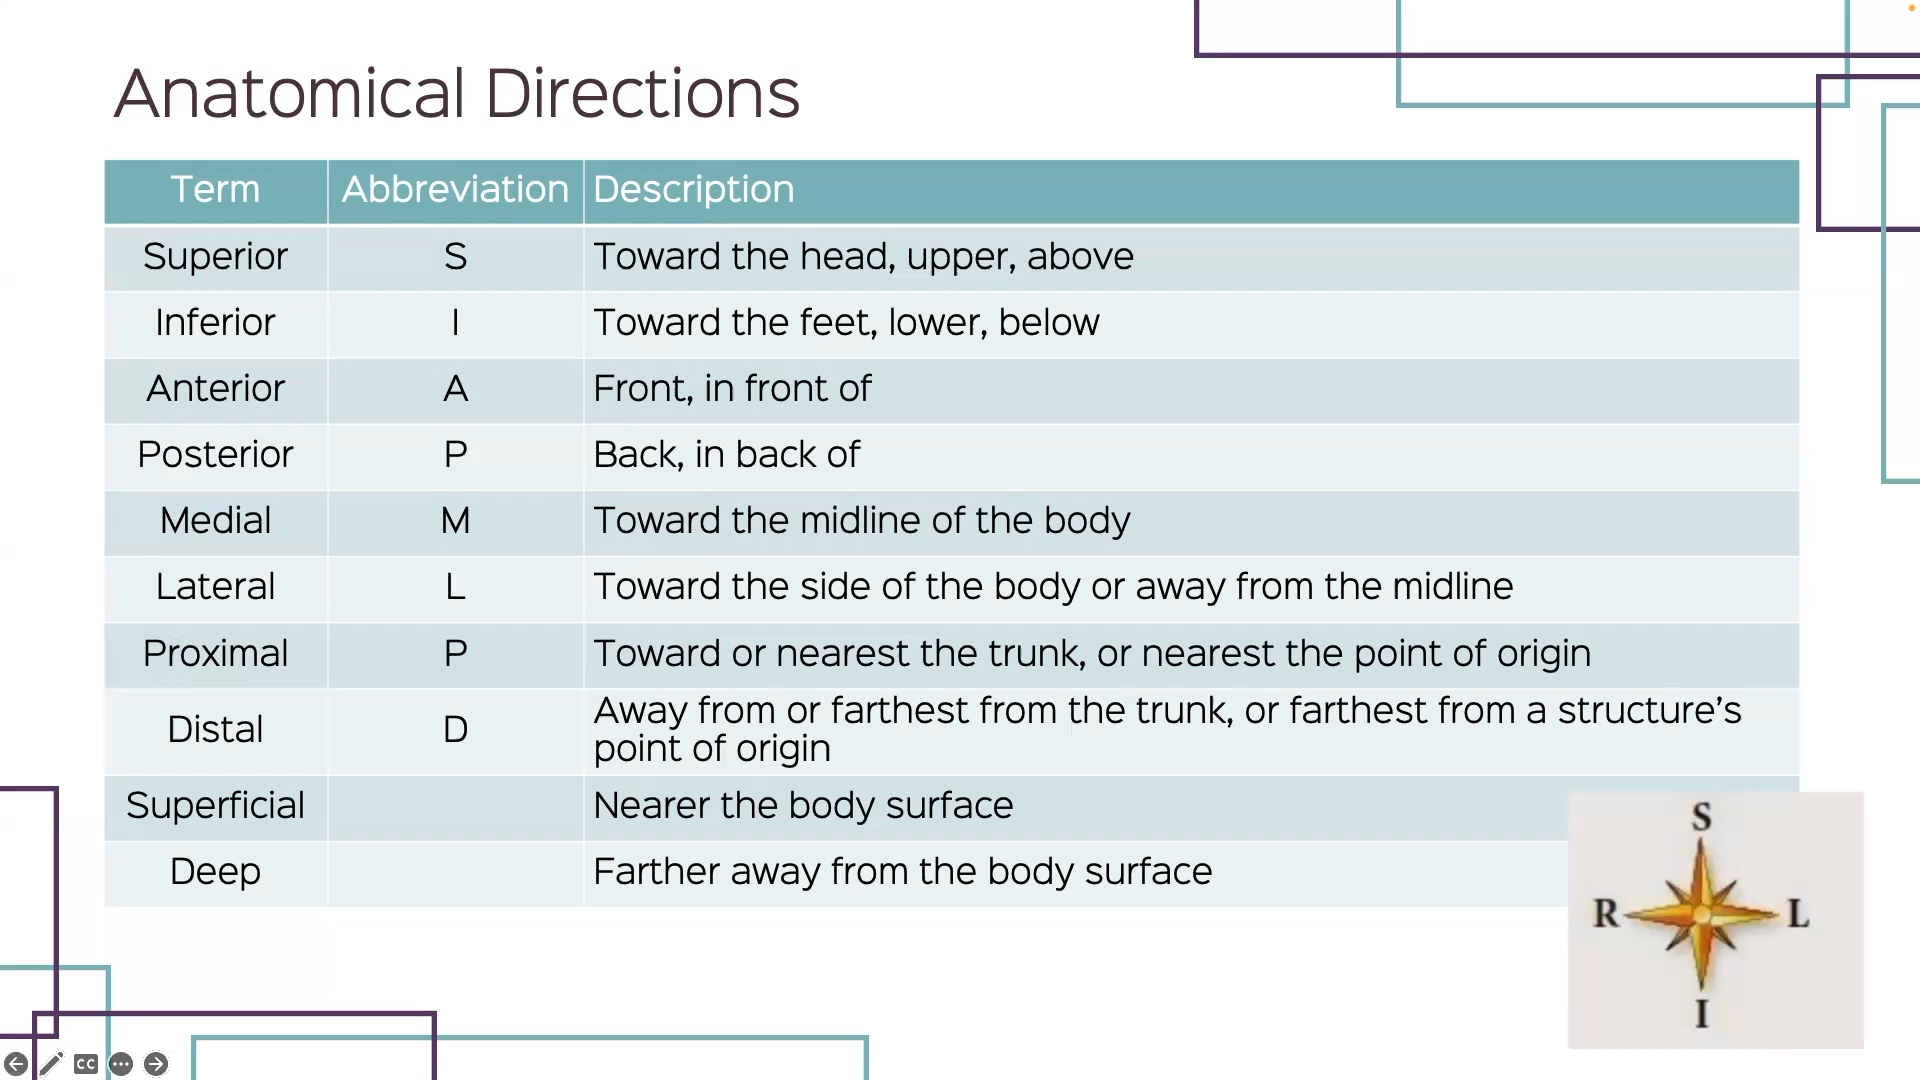 Anatomical Directions
Term Abbreviation Description
Superior S Toward the head, upper, above
Inferior I Toward the feet, lower, below
Anterior A Front, in front of
Posterior P Back, in back of
Medial M Toward the midline of the body
Lateral L Toward the side of the body or away from the midline
Proximal P Toward or nearest the trunk, or nearest the point of origin
Distal D Away from or farthest from the trunk, or farthest from a structure’s
point of origin
Superficial Nearer the body surface
Deep Farther away from the body surface
S
R L
I
CC